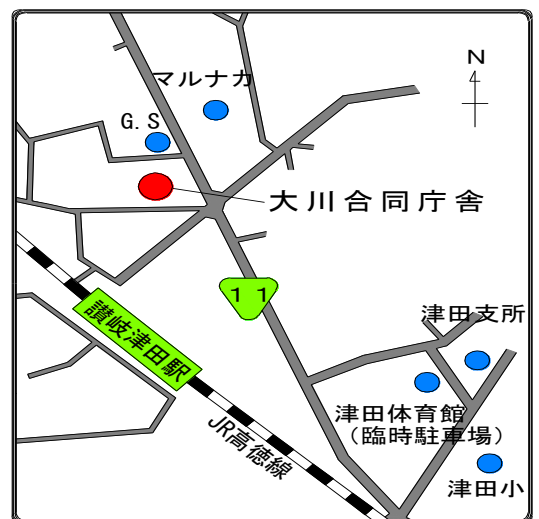 マルナカ
N
G.S
大川合同庁舎
11
津田支所
讃岐津田駅
津田体育館
(臨時駐車場)
JR高徳線
津田小